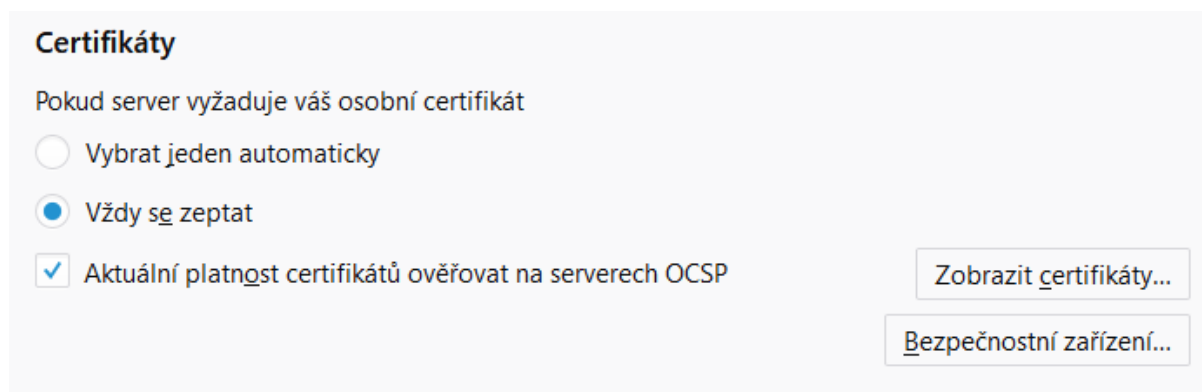 Certifikáty
Pokud server vyžaduje váš osobní certifikát
Vybrat jeden automaticky
Vždy se zeptat
Aktuální platnost certifikátů ověřovat na serverech OCSP
Zobrazit certifikáty...
Bezpečnostní zařízení...